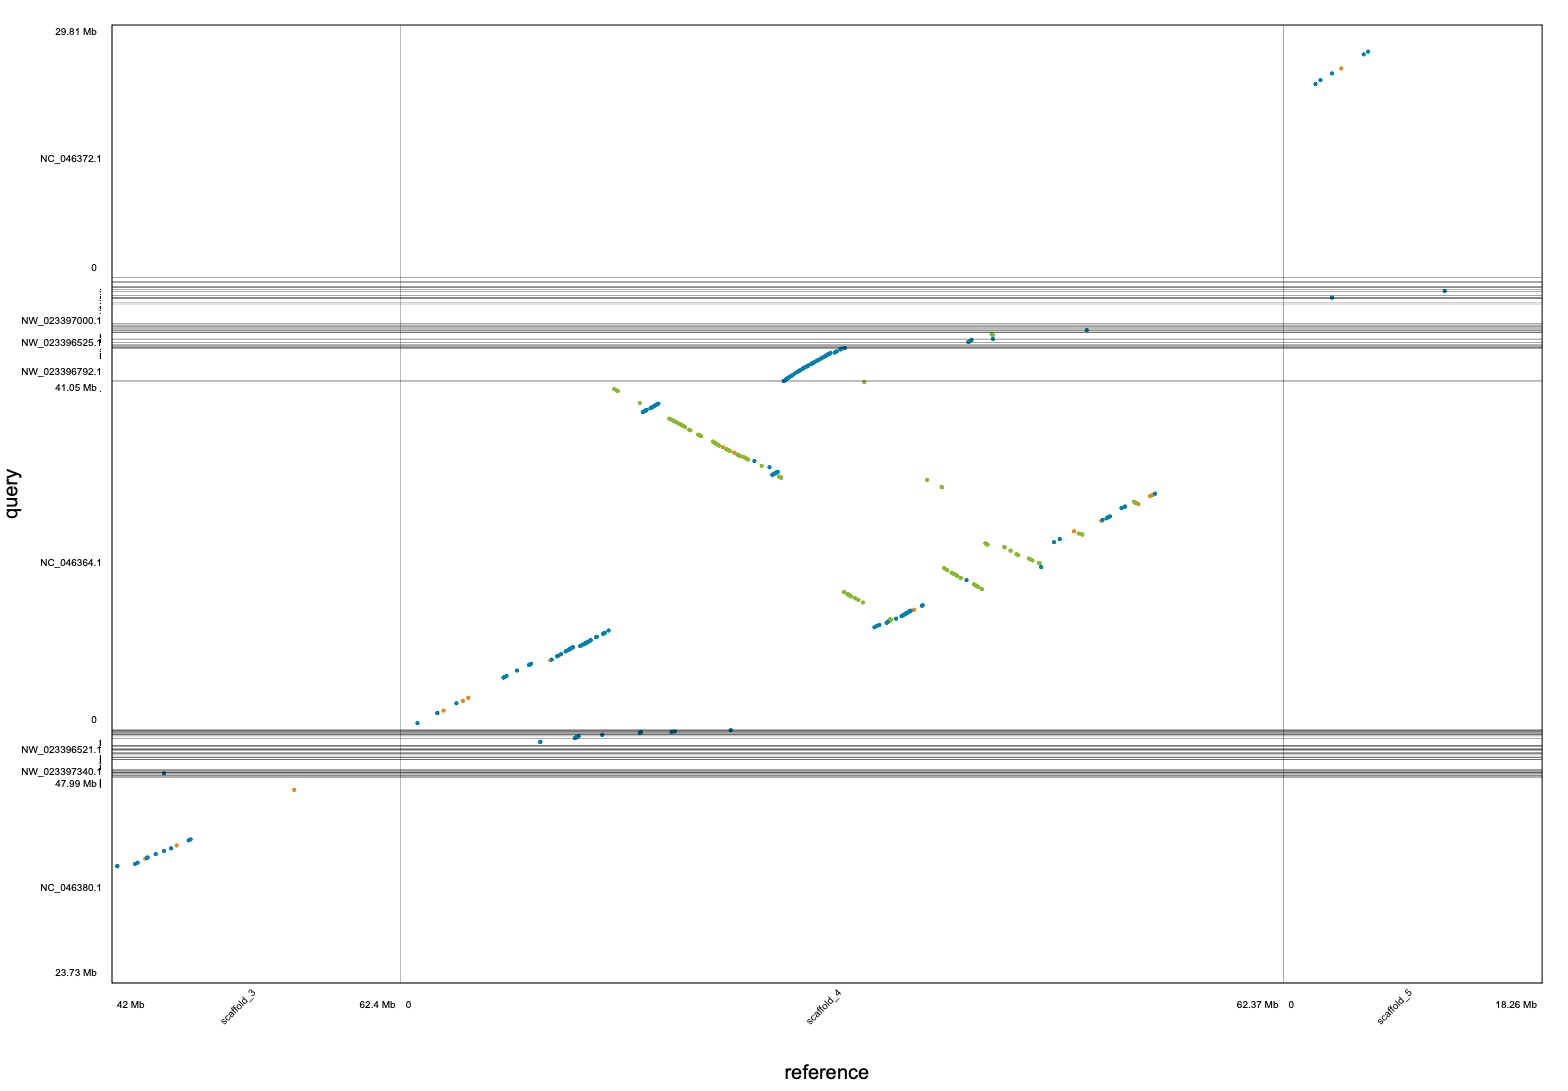 29.81 Mb
NC_046372.1
0
NW_023397000.1
NW_023396525.1
NW_023396792.1
41.05 Mb
query
NC_046364.1
0
NW_023396521.1
NW_023397340.1
47.99 Mb
NC_046380.1
23.73 Mb
42 Mb
scaffold_3
62.4 Mb
0
scaffold_4
62.37 Mb
0
scaffold_5
18.26 Mb
reference